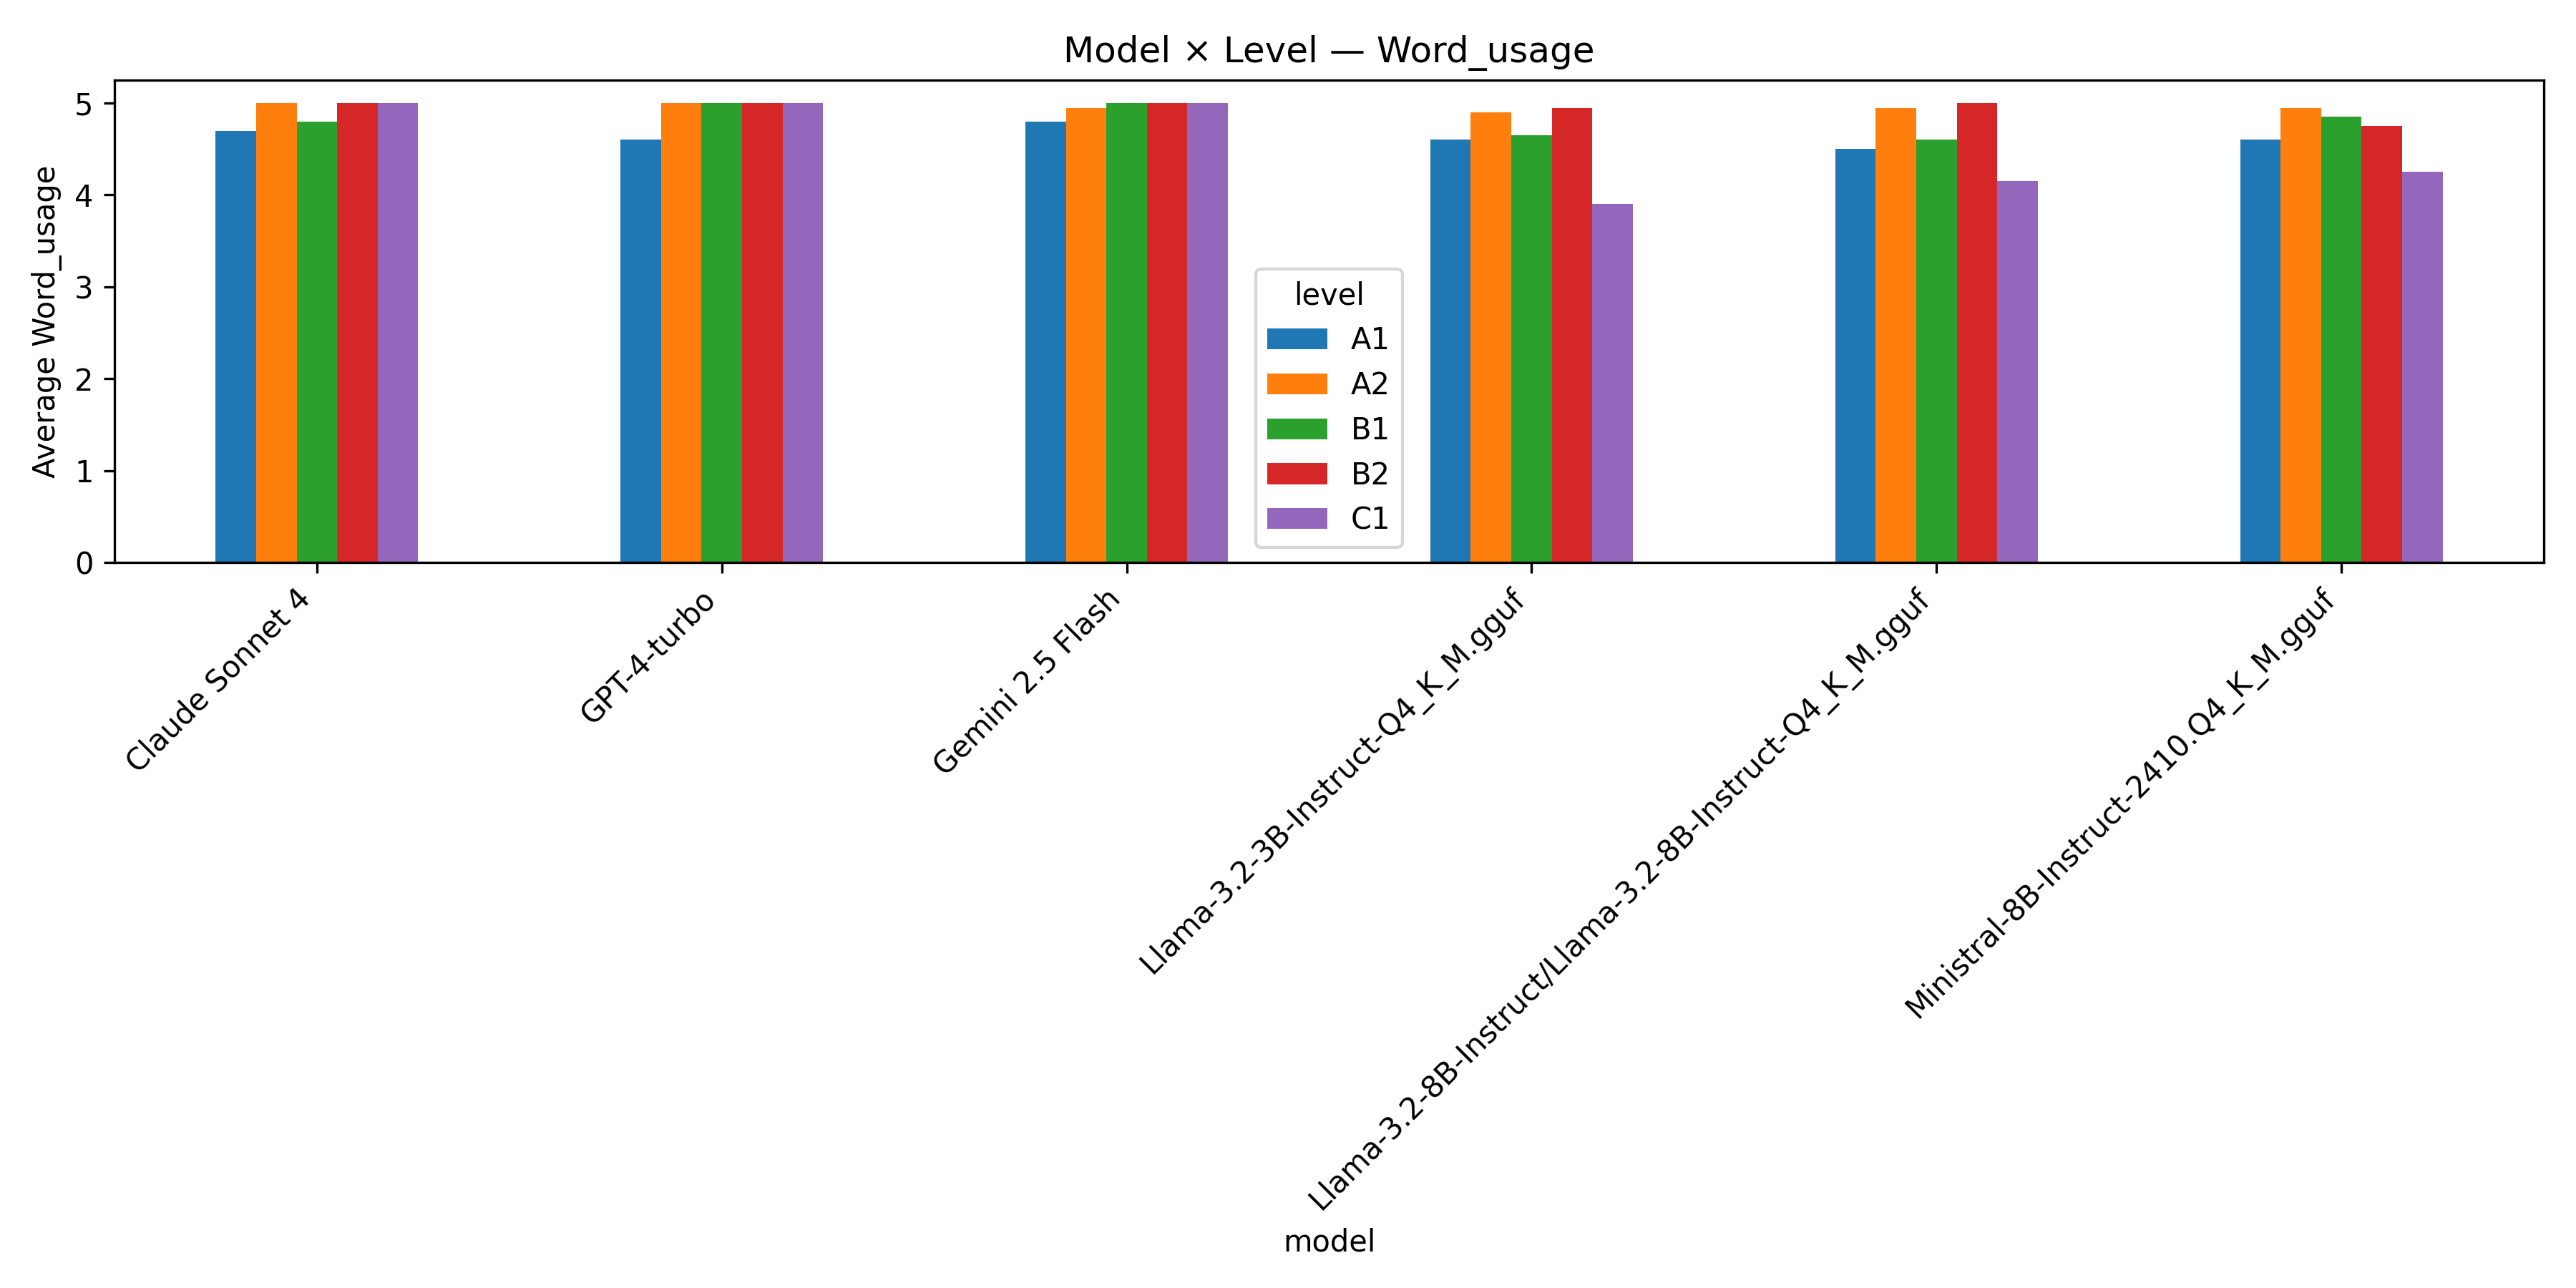 Model × Level — Word_usage
Average Word_usage
5
4
3
2
1
0
level
A1
A2
B1
B2
C1
Claude Sonnet 4
GPT-4-turbo
Gemini 2.5 Flash
Llama-3.2-3B-Instruct-Q4_K_M.gguf
Llama-3.2-8B-Instruct/Llama-3.2-8B-Instruct-Q4_K_M.gguf
Ministral-8B-Instruct-2410.Q4_K_M.gguf
model